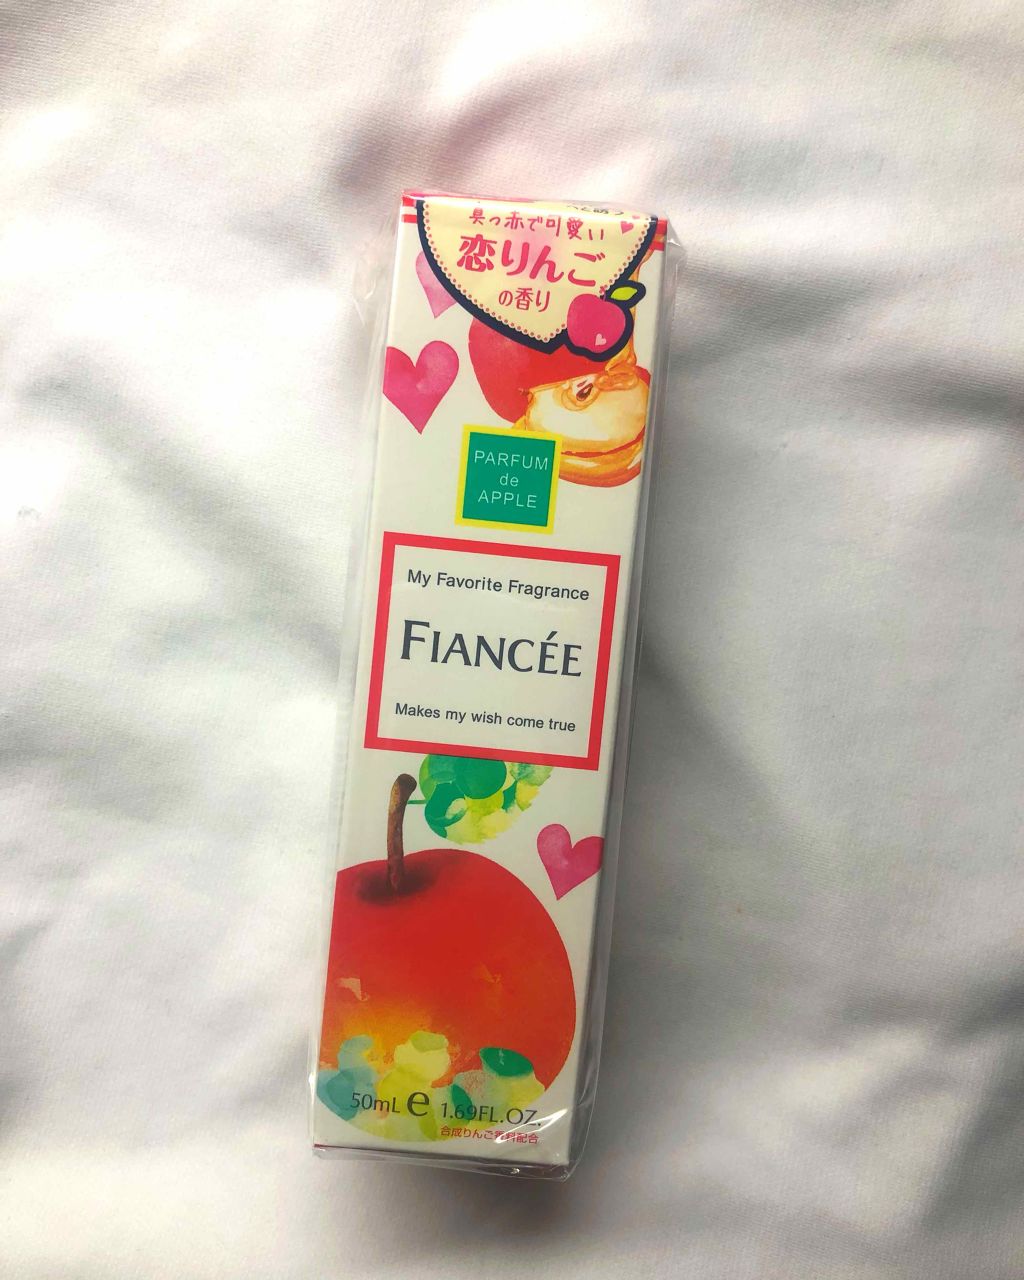 真っ赤で可愛い
恋りんご
の香り
PARFUM
de
APPLE
My Favorite Fragrance
FIANCÉE
Makes my wish come true
50mL e 1.69FL.OZ.
合成りんご香料配合